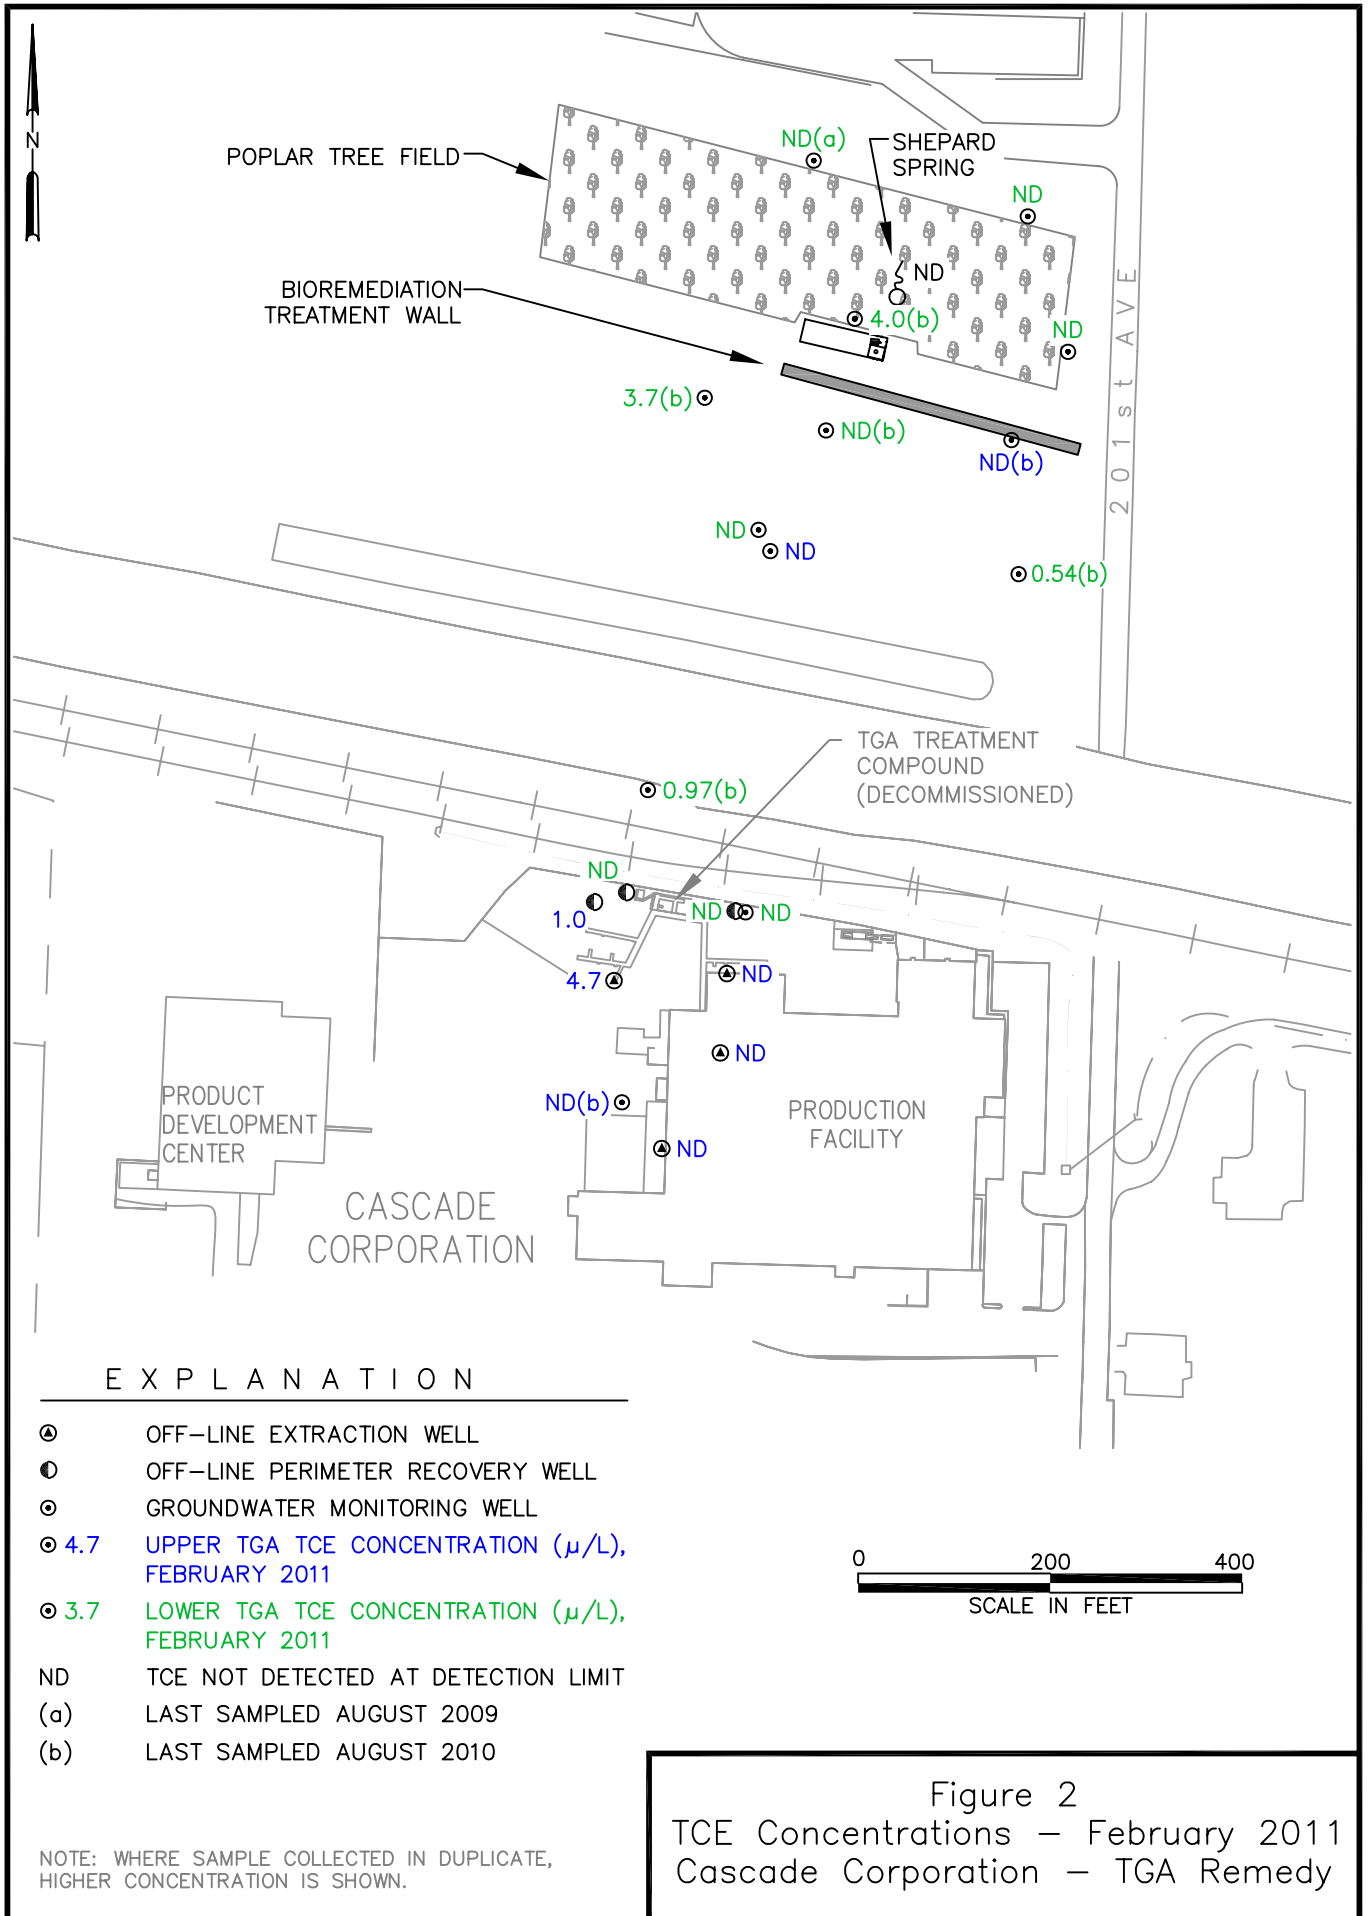 N
ND(a)
SHEPARD
SPRING
POPLAR TREE FIELD
ND
ND
BIOREMEDIATION
TREATMENT WALL
4.0(b)
ND
201st AVE
3.7(b)
ND(b)
ND(b)
ND
ND
0.54(b)
TGA TREATMENT
COMPOUND
(DECOMMISSIONED)
0.97(b)
ND
1.0
ND
ND
4.7
ND
ND
ND(b)
ND
PRODUCT
DEVELOPMENT
CENTER
PRODUCTION
FACILITY
CASCADE
CORPORATION
EXPLANATION
OFF-LINE EXTRACTION WELL
OFF-LINE PERIMETER RECOVERY WELL
GROUNDWATER MONITORING WELL
4.7 UPPER TGA TCE CONCENTRATION (μ/L),
FEBRUARY 2011
3.7 LOWER TGA TCE CONCENTRATION (μ/L),
FEBRUARY 2011
ND TCE NOT DETECTED AT DETECTION LIMIT
(a) LAST SAMPLED AUGUST 2009
(b) LAST SAMPLED AUGUST 2010
0 200 400
SCALE IN FEET
NOTE: WHERE SAMPLE COLLECTED IN DUPLICATE,
HIGHER CONCENTRATION IS SHOWN.
Figure 2
TCE Concentrations – February 2011
Cascade Corporation – TGA Remedy